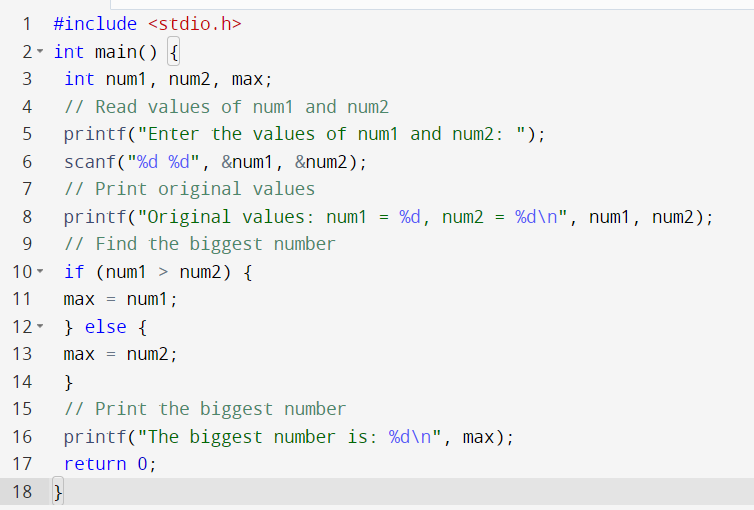 1 #include <stdio.h>
2 int main() {
3 int num1, num2, max;
4 // Read values of num1 and num2
5 printf("Enter the values of num1 and num2: ");
6 scanf("%d %d", &num1, &num2);
7 // Print original values
8 printf("Original values: num1 = %d, num2 = %d\n", num1, num2);
9 // Find the biggest number
10 if (num1 > num2) {
11 max = num1;
12 } else {
13 max = num2;
14 }
15 // Print the biggest number
16 printf("The biggest number is: %d\n", max);
17 return 0;
18 }